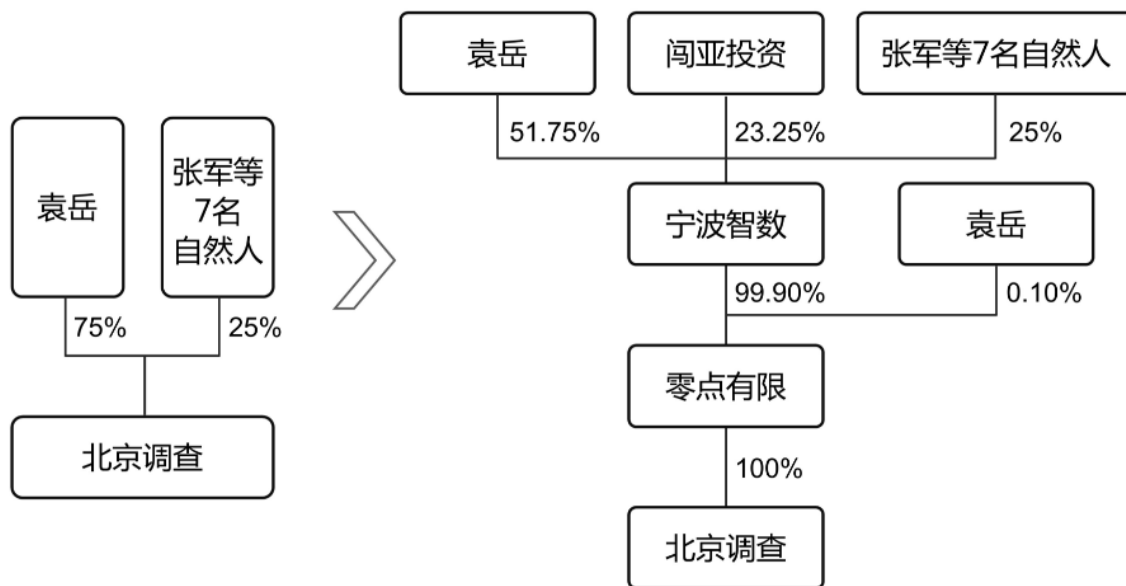 袁岳
张军等
7名
自然人
75%
25%
北京调查
袁岳
闯亚投资
张军等7名自然人
51.75%
23.25%
25%
宁波智数
袁岳
99.90%
0.10%
零点有限
100%
北京调查